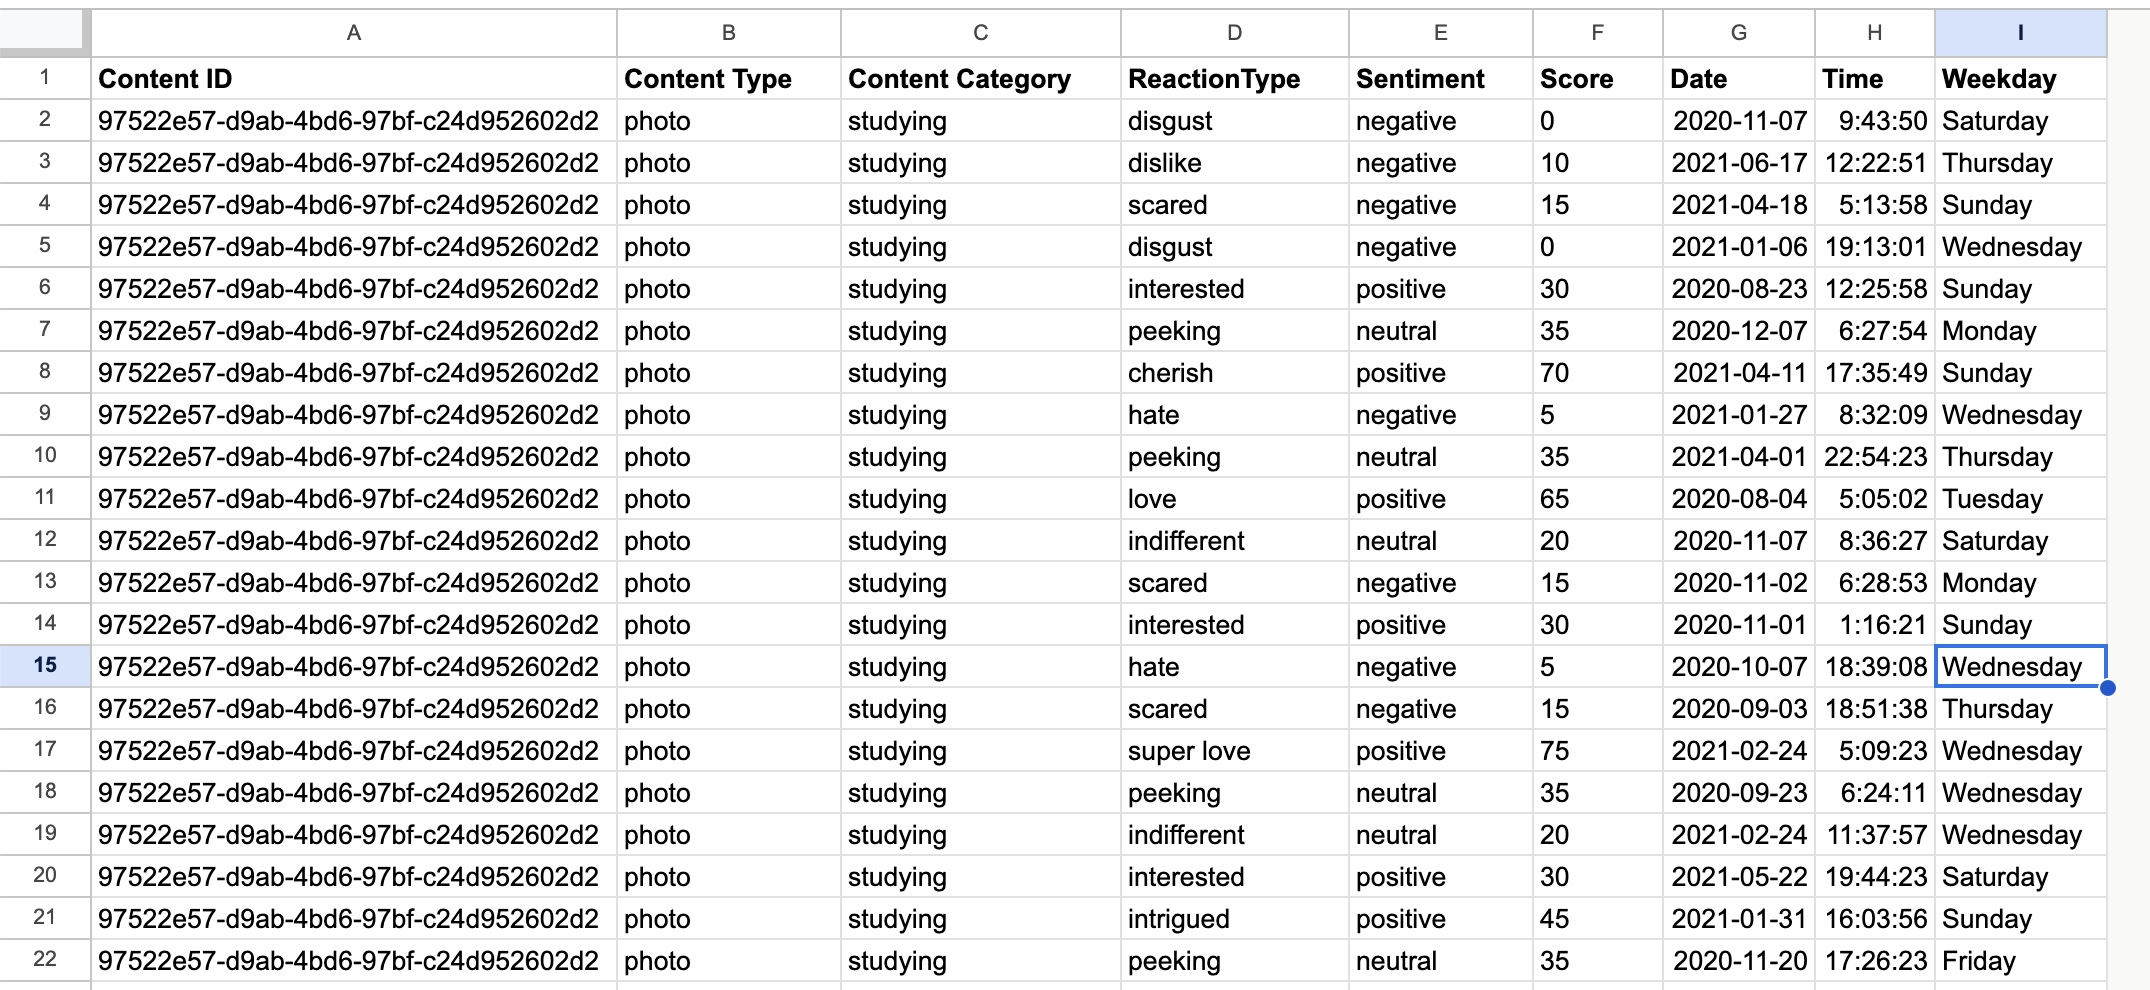 A B C D E F G H I
1 Content ID Content Type Content Category ReactionType Sentiment Score Date Time Weekday
2 97522e57-d9ab-4bd6-97bf-c24d952602d2 photo studying disgust negative 0 2020-11-07 9:43:50 Saturday
3 97522e57-d9ab-4bd6-97bf-c24d952602d2 photo studying dislike negative 10 2021-06-17 12:22:51 Thursday
4 97522e57-d9ab-4bd6-97bf-c24d952602d2 photo studying scared negative 15 2021-04-18 5:13:58 Sunday
5 97522e57-d9ab-4bd6-97bf-c24d952602d2 photo studying disgust negative 0 2021-01-06 19:13:01 Wednesday
6 97522e57-d9ab-4bd6-97bf-c24d952602d2 photo studying interested positive 30 2020-08-23 12:25:58 Sunday
7 97522e57-d9ab-4bd6-97bf-c24d952602d2 photo studying peeking neutral 35 2020-12-07 6:27:54 Monday
8 97522e57-d9ab-4bd6-97bf-c24d952602d2 photo studying cherish positive 70 2021-04-11 17:35:49 Sunday
9 97522e57-d9ab-4bd6-97bf-c24d952602d2 photo studying hate negative 5 2021-01-27 8:32:09 Wednesday
10 97522e57-d9ab-4bd6-97bf-c24d952602d2 photo studying peeking neutral 35 2021-04-01 22:54:23 Thursday
11 97522e57-d9ab-4bd6-97bf-c24d952602d2 photo studying love positive 65 2020-08-04 5:05:02 Tuesday
12 97522e57-d9ab-4bd6-97bf-c24d952602d2 photo studying indifferent neutral 20 2020-11-07 8:36:27 Saturday
13 97522e57-d9ab-4bd6-97bf-c24d952602d2 photo studying scared negative 15 2020-11-02 6:28:53 Monday
14 97522e57-d9ab-4bd6-97bf-c24d952602d2 photo studying interested positive 30 2020-11-01 1:16:21 Sunday
15 97522e57-d9ab-4bd6-97bf-c24d952602d2 photo studying hate negative 5 2020-10-07 18:39:08 Wednesday
16 97522e57-d9ab-4bd6-97bf-c24d952602d2 photo studying scared negative 15 2020-09-03 18:51:38 Thursday
17 97522e57-d9ab-4bd6-97bf-c24d952602d2 photo studying super love positive 75 2021-02-24 5:09:23 Wednesday
18 97522e57-d9ab-4bd6-97bf-c24d952602d2 photo studying peeking neutral 35 2020-09-23 6:24:11 Wednesday
19 97522e57-d9ab-4bd6-97bf-c24d952602d2 photo studying indifferent neutral 20 2021-02-24 11:37:57 Wednesday
20 97522e57-d9ab-4bd6-97bf-c24d952602d2 photo studying interested positive 30 2021-05-22 19:44:23 Saturday
21 97522e57-d9ab-4bd6-97bf-c24d952602d2 photo studying intrigued positive 45 2021-01-31 16:03:56 Sunday
22 97522e57-d9ab-4bd6-97bf-c24d952602d2 photo studying peeking neutral 35 2020-11-20 17:26:23 Friday